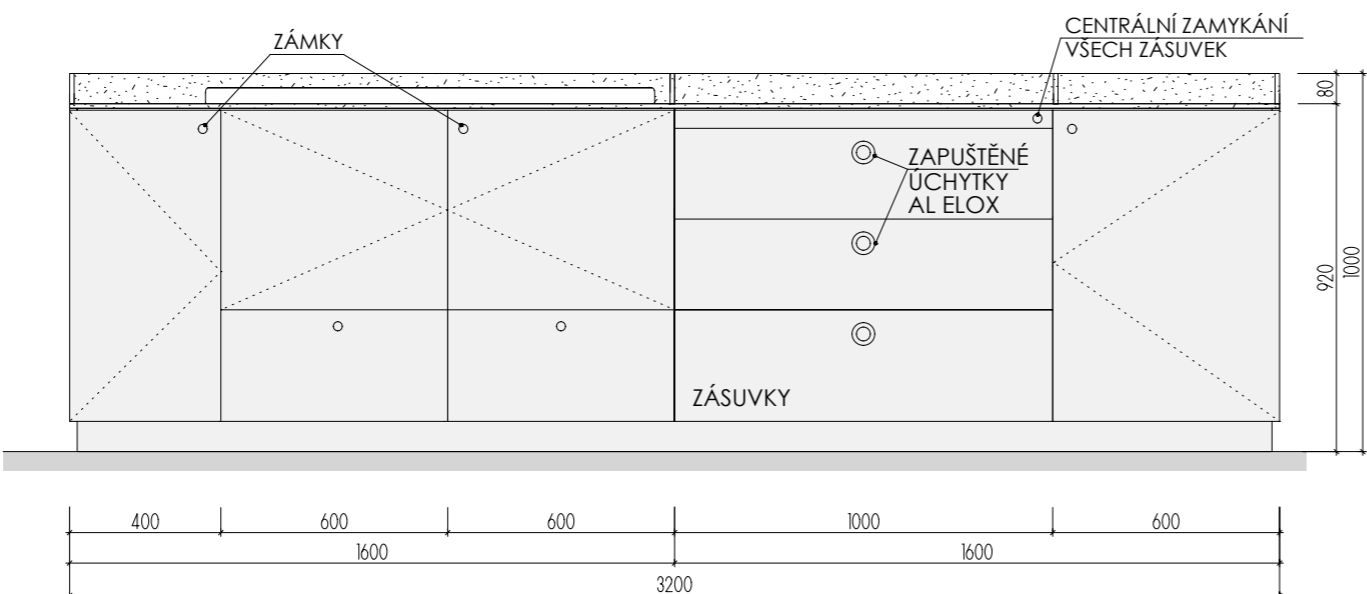 ZÁMKY
CENTRÁLNÍ ZAMYKÁNÍ
VŠECH ZÁSUVEK
80
ZAPUŠTĚNÉ
ÚCHYTKY
AL ELOX
920
1000
ZÁSUVKY
400
600
600
1000
600
1600
1600
3200